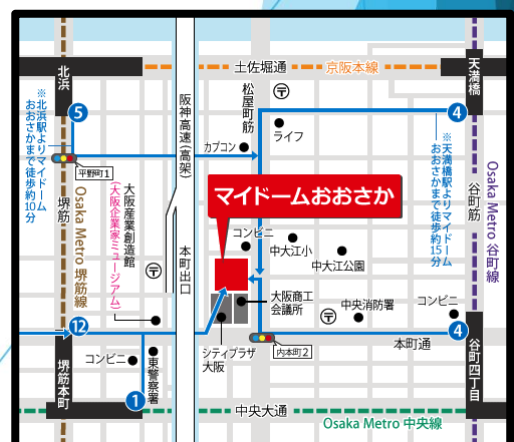 土佐堀通
京阪本線
北浜
天満橋
※北浜駅よりマイドーム
おおさかまで徒歩約10分
5
阪神高速(高架)
松屋町筋
〒
ライフ
カプコン
4
※天満橋駅よりマイドーム
おおさかまで徒歩約15分
谷町筋
Osaka Metro 谷町線
平野町1
堺筋
Osaka Metro 堺筋線
大阪産業創造館
(大阪企業家ミュージアム)
〒
本町出口
マイドームおおさか
コンビニ
中大江小
中大江公園
大阪商工
会議所
〒
中央消防署
コンビニ
12
4
本町通
内本町2
シティプラザ
大阪
コンビニ
東警察署
堺筋本町
1
谷町四丁目
中央大通
Osaka Metro 中央線